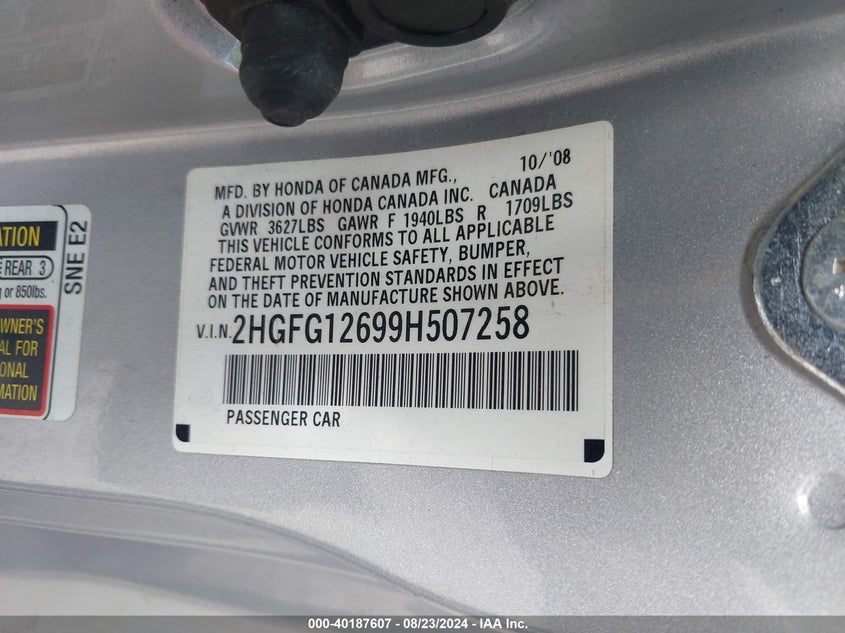 MFD. BY HONDA OF CANADA MFG., 10/'08
A DIVISION OF HONDA CANADA INC. CANADA
GVWR 3627LBS GAWR F 1940LBS R 1709LBS
THIS VEHICLE CONFORMS TO ALL APPLICABLE
FEDERAL MOTOR VEHICLE SAFETY, BUMPER,
AND THEFT PREVENTION STANDARDS IN EFFECT
ON THE DATE OF MANUFACTURE SHOWN ABOVE.
V.I.N. 2HGFG12699H507258
PASSENGER CAR
ATION
REAR 3
or 850lbs.
SNE E2
WNER'S
AL FOR
ONAL
MATION
000-40187607 - 08/23/2024 - IAA Inc.